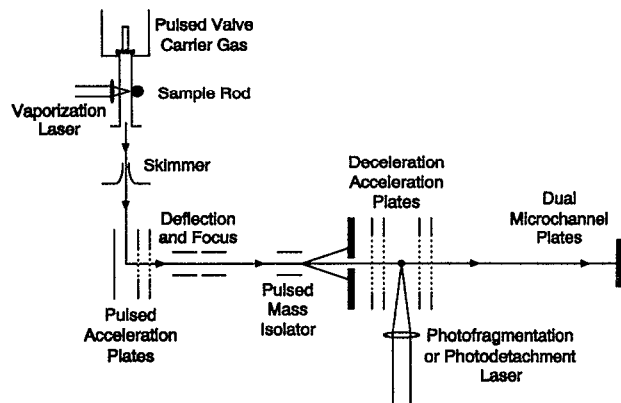 Pulsed Valve
Carrier Gas
Sample Rod
Vaporization
Laser
Skimmer
Deflection
and Focus
Pulsed
Acceleration
Plates
Pulsed
Mass
Isolator
Deceleration
Acceleration
Plates
Dual
Microchannel
Plates
Photofragmentation
or Photodetachment
Laser